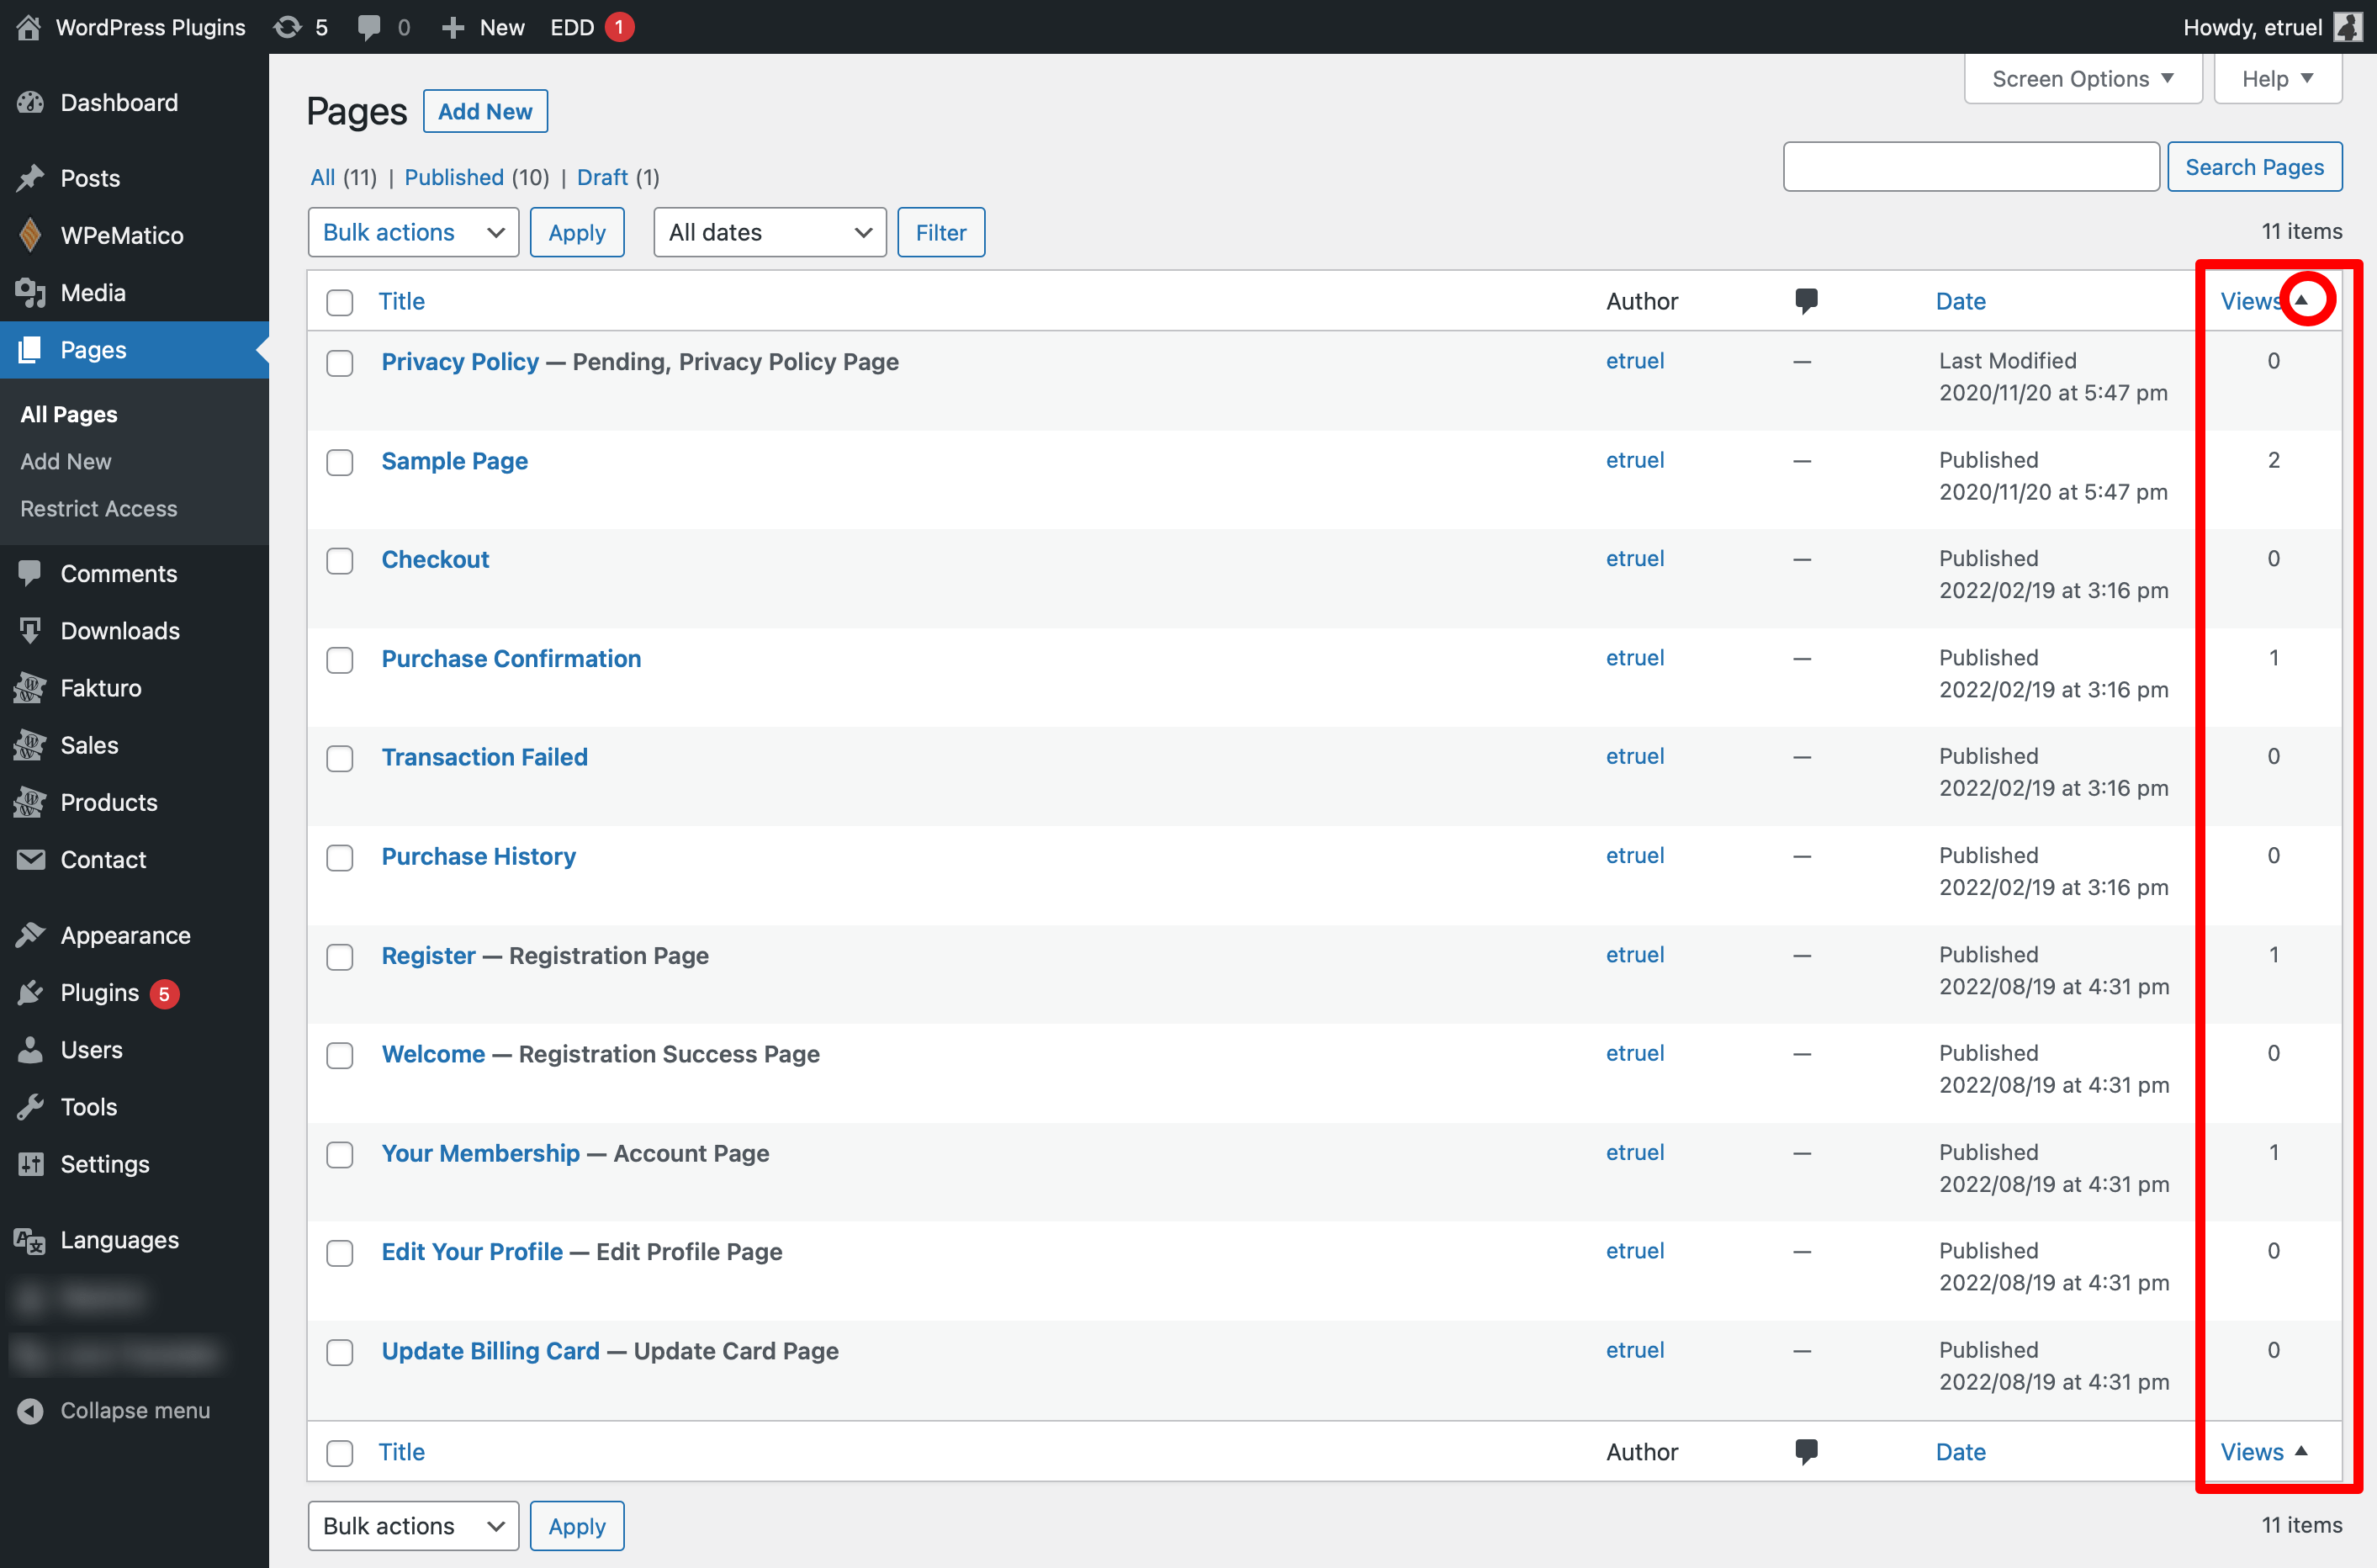 WordPress Plugins 5 0 New EDD 1 Howdy, etruel
Dashboard
Posts
WPeMatico
Media
Pages
All Pages
Add New
Restrict Access
Comments
Downloads
Fakturo
Sales
Products
Contact
Appearance
Plugins 5
Users
Tools
Settings
Languages
Collapse menu
Screen Options Help
Pages Add New
All (11) | Published (10) | Draft (1)
Search Pages
Bulk actions Apply All dates Filter 11 items
Title Author Date Views
Privacy Policy — Pending, Privacy Policy Page etruel — Last Modified 0
2020/11/20 at 5:47 pm
Sample Page etruel — Published 2
2020/11/20 at 5:47 pm
Checkout etruel — Published 0
2022/02/19 at 3:16 pm
Purchase Confirmation etruel — Published 1
2022/02/19 at 3:16 pm
Transaction Failed etruel — Published 0
2022/02/19 at 3:16 pm
Purchase History etruel — Published 0
2022/02/19 at 3:16 pm
Register — Registration Page etruel — Published 1
2022/08/19 at 4:31 pm
Welcome — Registration Success Page etruel — Published 0
2022/08/19 at 4:31 pm
Your Membership — Account Page etruel — Published 1
2022/08/19 at 4:31 pm
Edit Your Profile — Edit Profile Page etruel — Published 0
2022/08/19 at 4:31 pm
Update Billing Card — Update Card Page etruel — Published 0
2022/08/19 at 4:31 pm
Title Author Date Views
Bulk actions Apply 11 items